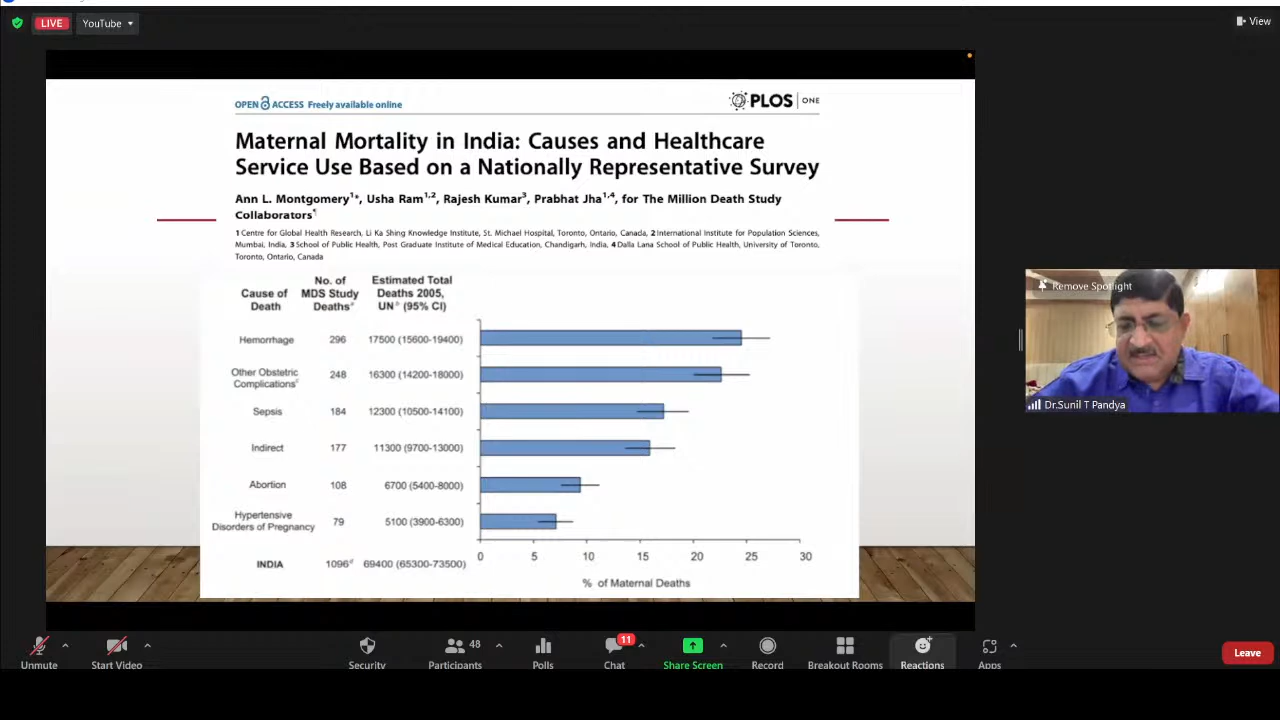 LIVE
YouTube
View
OPEN ACCESS Freely available online
PLOS ONE
Maternal Mortality in India: Causes and Healthcare
Service Use Based on a Nationally Representative Survey
Ann L. Montgomery1*, Usha Ram1,2, Rajesh Kumar3, Prabhat Jha1,4, for The Million Death Study
Collaborators¶
1 Centre for Global Health Research, Li Ka Shing Knowledge Institute, St. Michael Hospital, Toronto, Ontario, Canada, 2 International Institute for Population Sciences,
Mumbai, India, 3 School of Public Health, Post Graduate Institute of Medical Education, Chandigarh, India, 4 Dalla Lana School of Public Health, University of Toronto,
Toronto, Ontario, Canada
Cause of
Death
No. of
MDS Study
Deaths
Estimated Total
Deaths 2005,
UN (95% CI)
Hemorrhage 296 17500 (15600-19400)
Other Obstetric
Complications 248 16300 (14200-18000)
Sepsis 184 12300 (10500-14100)
Indirect 177 11300 (9700-13000)
Abortion 108 6700 (5400-8000)
Hypertensive
Disorders of Pregnancy 79 5100 (3900-6300)
INDIA 1096d 69400 (65300-73500)
0 5 10 15 20 25 30
% of Maternal Deaths
Remove Spotlight
Dr.Sunil T Pandya
Unmute
Start Video
Security
48
Participants
Polls
11
Chat
Share Screen
Record
Breakout Rooms
Reactions
Apps
Leave